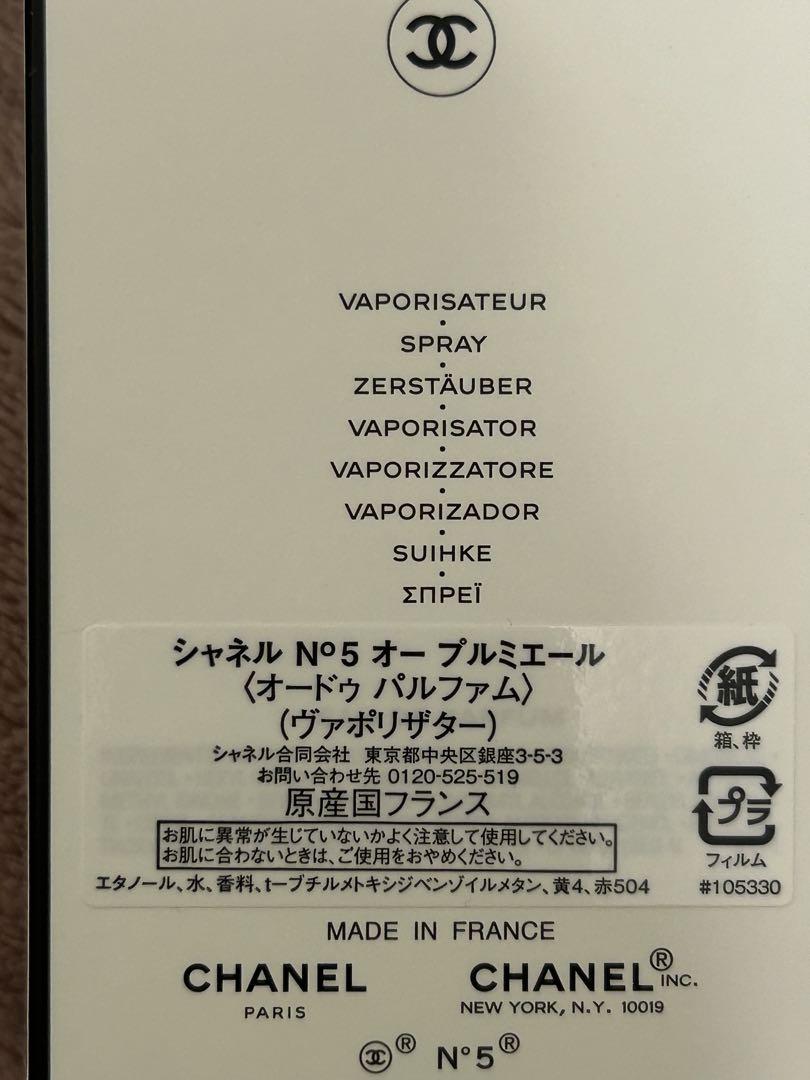 VAPORISATEUR
•
SPRAY
•
ZERSTÄUBER
•
VAPORISATOR
•
VAPORIZZATORE
•
VAPORIZADOR
•
SUIHKE
•
ΣΠΡΕΪ
シャネル Nº5 オー プルミエール
〈オードゥ パルファム〉
(ヴァポリザター)
シャネル合同会社 東京都中央区銀座3-5-3
お問い合わせ先 0120-525-519
原産国フランス
お肌に異常が生じていないかよく注意して使用してください。
お肌に合わないときは、ご使用をおやめください。
エタノール、水、香料、t-ブチルメトキシジベンゾイルメタン、黄4、赤504
紙
箱、枠
プラ
フィルム
#105330
MADE IN FRANCE
CHANEL
PARIS
CHANEL® INC.
NEW YORK, N.Y. 10019
® N°5®